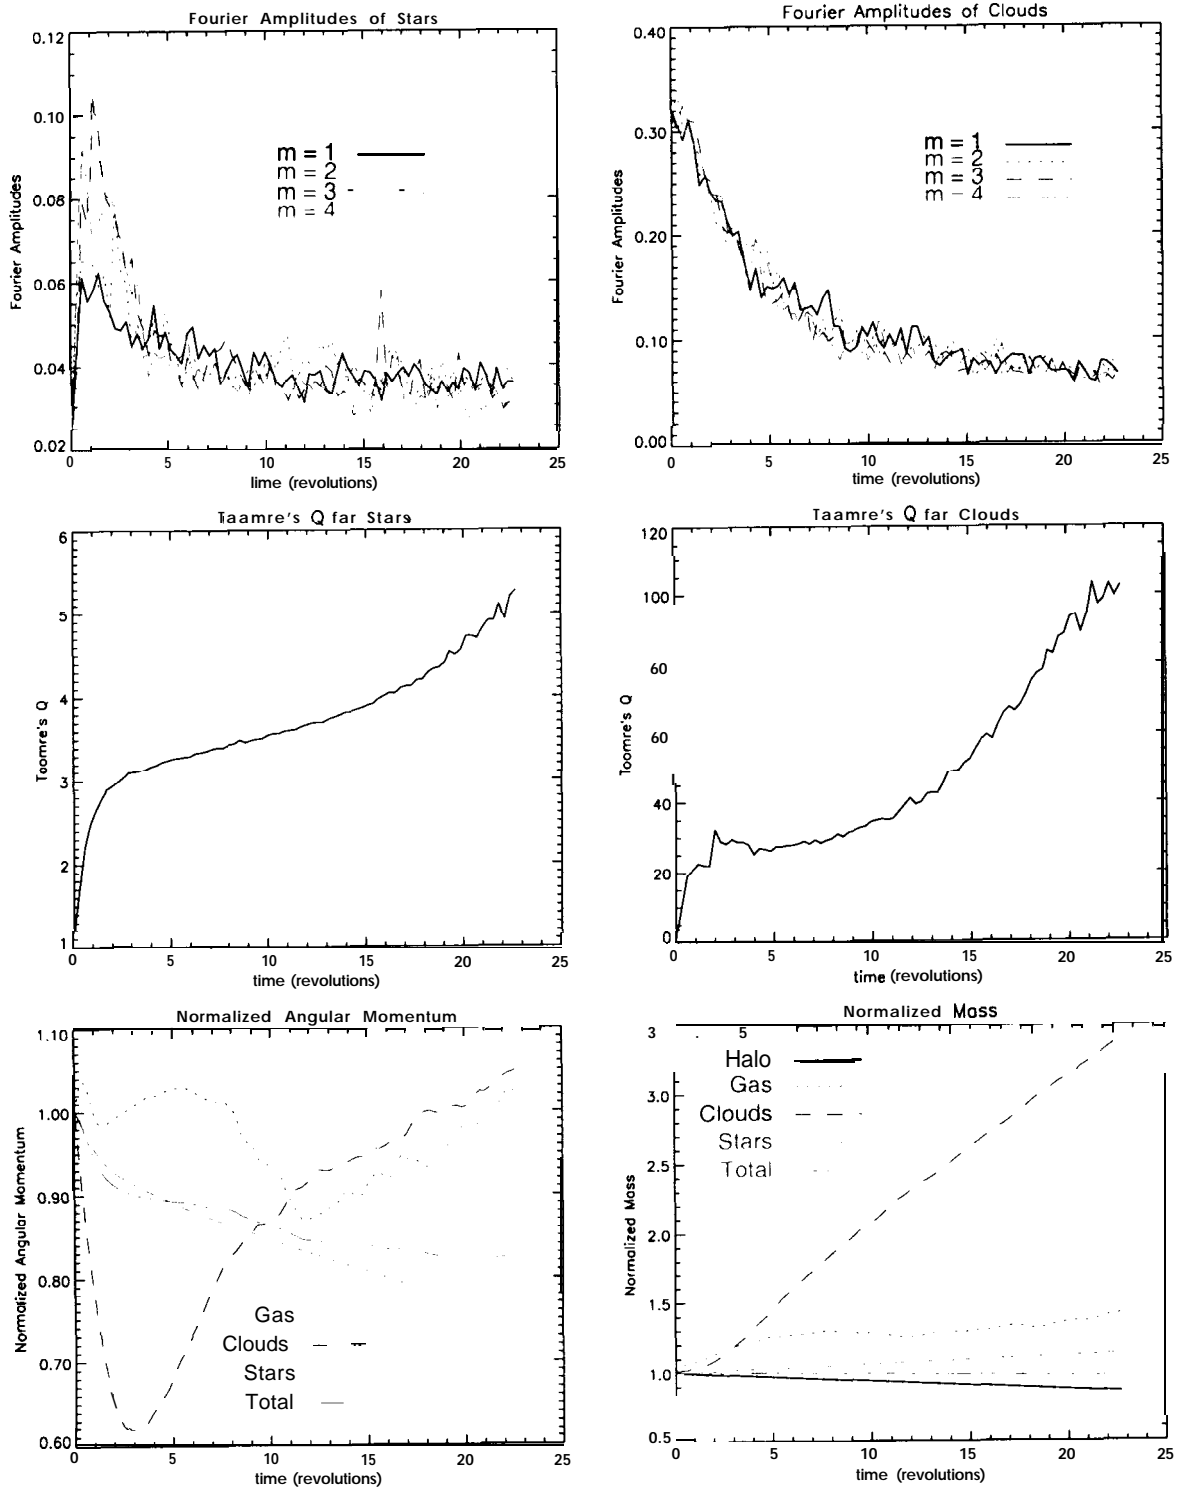 Fourier Amplitudes of Stars
0.12
0.10
0.08
0.06
0.04
0.02
Fourier Amplitudes
m = 1
m = 2
m = 3
m = 4
0 5 10 15 20 25
lime (revolutions)
Fourier Amplitudes of Clouds
0.40
0.30
0.20
0.10
0.00
Fourier Amplitudes
m = 1
m = 2
m = 3
m – 4
0 5 10 15 20 25
time (revolutions)
Taamre's Q far Stars
6
5
4
3
2
1
Toomre's Q
0 5 10 15 20 25
time (revolutions)
Taamre's Q far Clouds
120
100
60
60
40
20
0
Toomre's Q
0 5 10 15 20 25
time (revolutions)
Normalized Angular Momentum
1.10
1.00
0.90
0.80
0.70
0.60
Normalized Angular Momentum
Gas
Clouds
Stars
Total
0 5 10 15 20 25
time (revolutions)
Normalized Mass
3 . 5
3.0
2.5
2.0
1.5
1.0
0.5
Normalized Mass
Halo
Gas
Clouds
Stars
Total
0 5 10 15 20 25
time (revolutions)